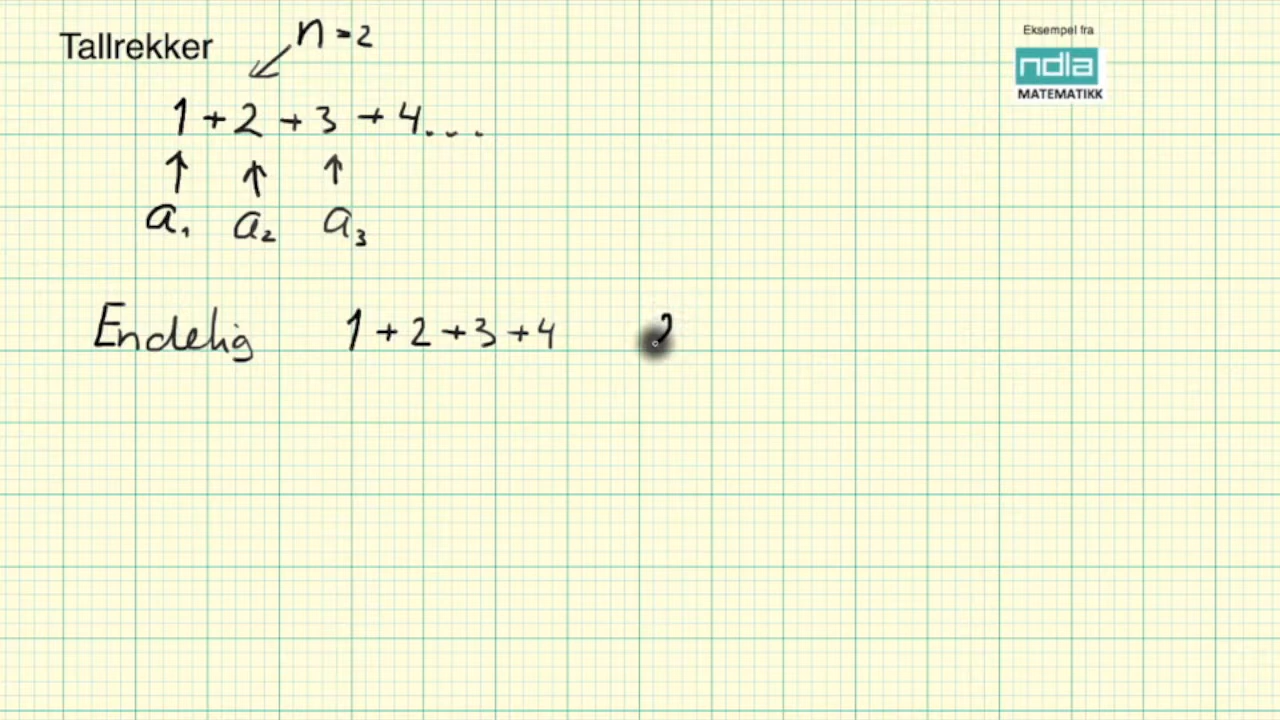 Tallrekker
n = 2
Eksempel fra
ndla
MATEMATIKK
1 + 2 + 3 + 4...
↑ ↑ ↑
a₁ a₂ a₃
Endelig 1 + 2 + 3 + 4